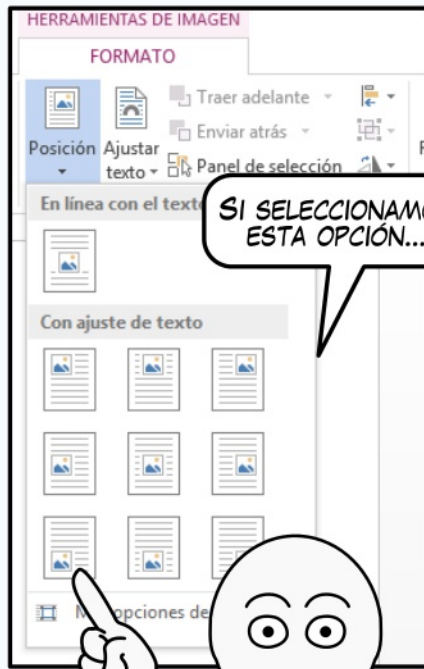 HERRAMIENTAS DE IMAGEN
FORMATO
Traer adelante
Enviar atrás
Panel de selección
Posición
Ajustar
texto
En línea con el text
SI SELECCIONAMO
ESTA OPCIÓN...
Con ajuste de texto
opciones de